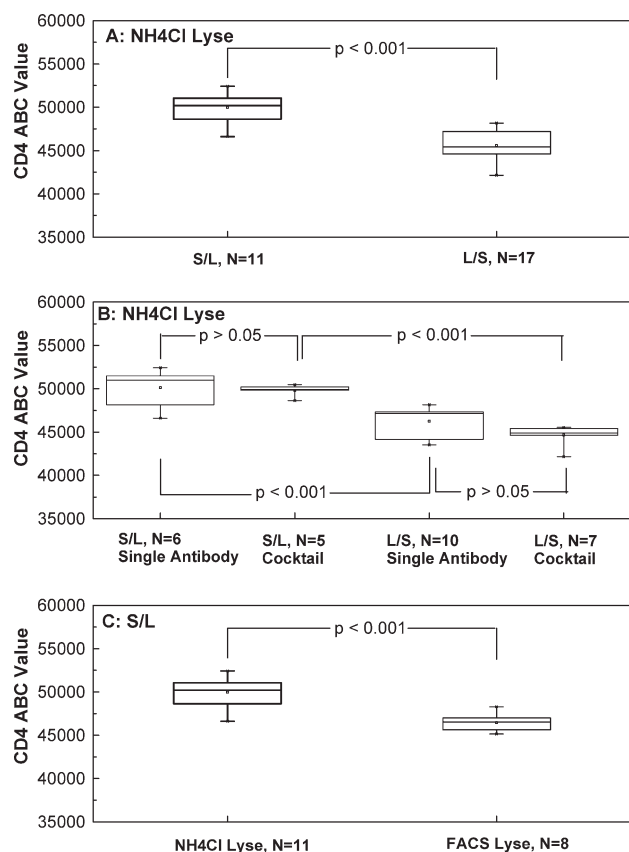 A: NH4Cl Lyse
p < 0.001
CD4 ABC Value
60000
55000
50000
45000
40000
35000
S/L, N=11
L/S, N=17
B: NH4Cl Lyse
p > 0.05
p < 0.001
CD4 ABC Value
60000
55000
50000
45000
40000
35000
p < 0.001
p > 0.05
S/L, N=6
Single Antibody
S/L, N=5
Cocktail
L/S, N=10
Single Antibody
L/S, N=7
Cocktail
C: S/L
p < 0.001
CD4 ABC Value
60000
55000
50000
45000
40000
35000
NH4Cl Lyse, N=11
FACS Lyse, N=8